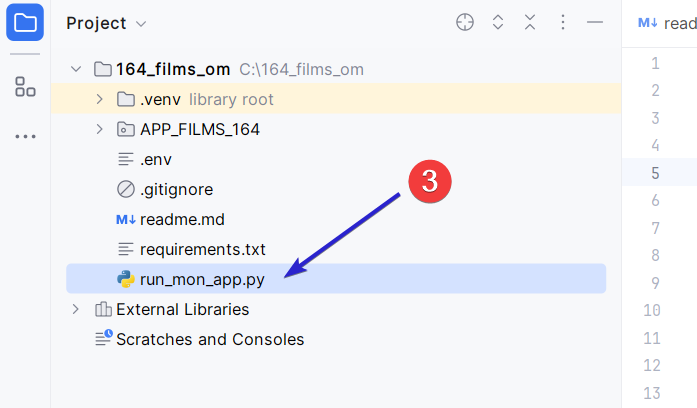 Project
164_films_om C:\164_films_om
.venv library root
APP_FILMS_164
.env
.gitignore
M↓ readme.md
requirements.txt
run_mon_app.py
External Libraries
Scratches and Consoles
3
M↓ read
1
2
3
4
5
6
7
8
9
10
11
12
13